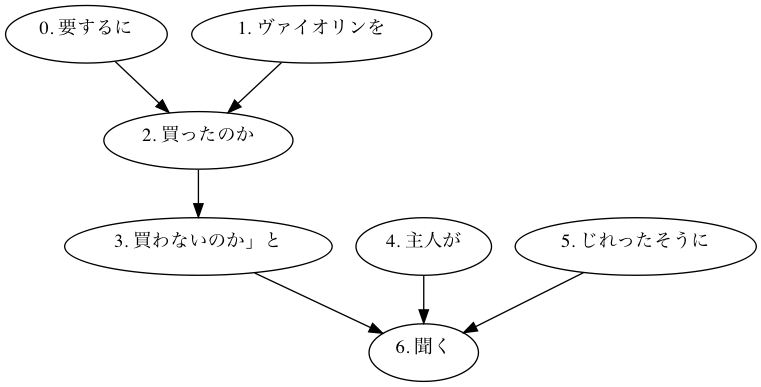 0. 要するに
1. ヴァイオリンを
2. 買ったのか
3. 買わないのか」と
4. 主人が
5. じれったそうに
6. 聞く